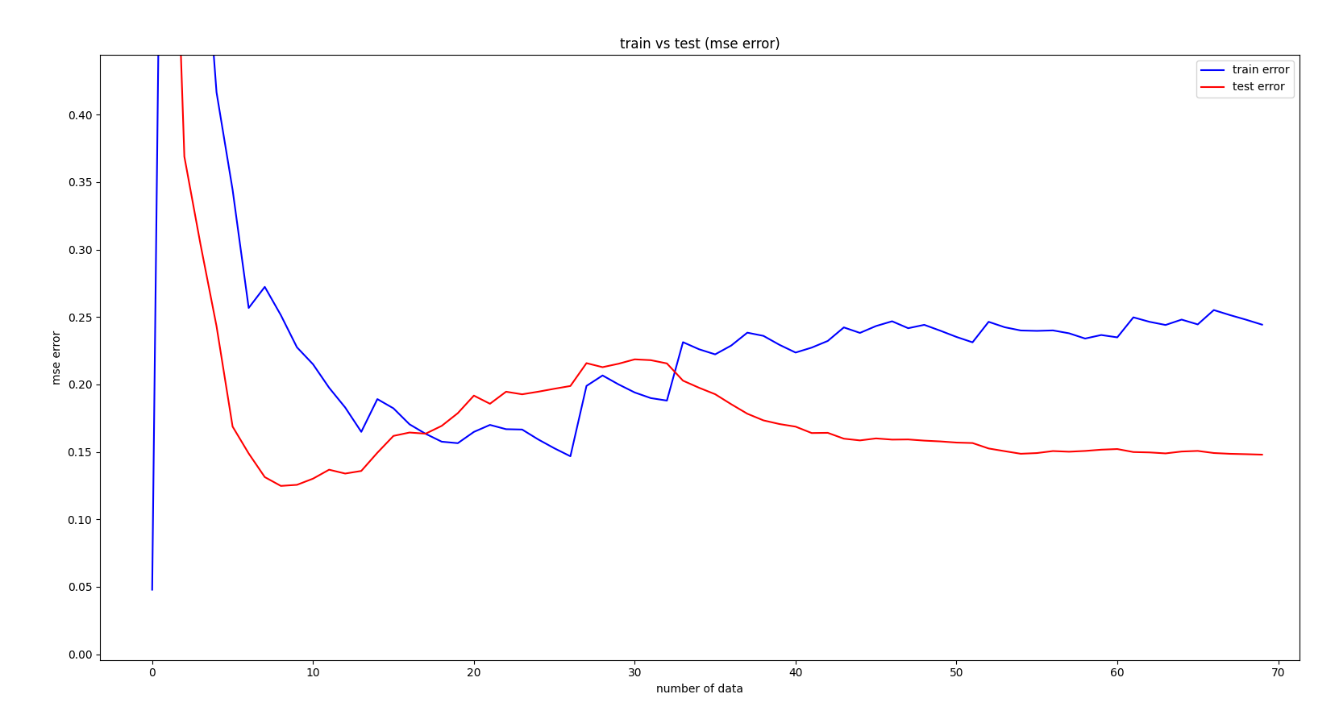 train vs test (mse error)
train error
test error
mse error
0.40
0.35
0.30
0.25
0.20
0.15
0.10
0.05
0.00
0 10 20 30 40 50 60 70
number of data